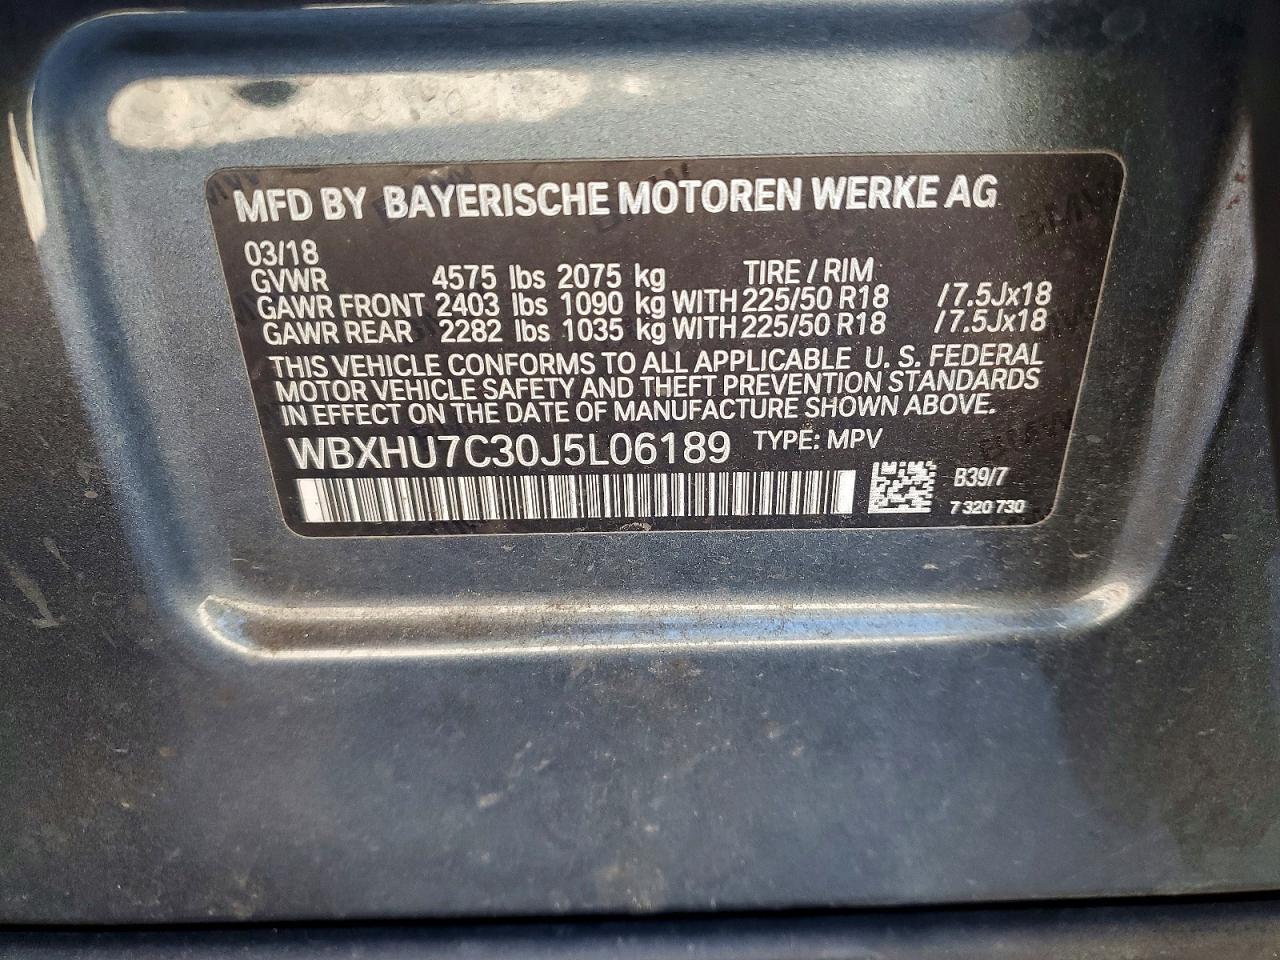 MFD BY BAYERISCHE MOTOREN WERKE AG
03/18
GVWR 4575 lbs 2075 kg TIRE / RIM
GAWR FRONT 2403 lbs 1090 kg WITH 225/50 R18 /7.5Jx18
GAWR REAR 2282 lbs 1035 kg WITH 225/50 R18 /7.5Jx18
THIS VEHICLE CONFORMS TO ALL APPLICABLE U. S. FEDERAL
MOTOR VEHICLE SAFETY AND THEFT PREVENTION STANDARDS
IN EFFECT ON THE DATE OF MANUFACTURE SHOWN ABOVE.
WBXHU7C30J5L06189 TYPE: MPV
B39/7
7 320 730